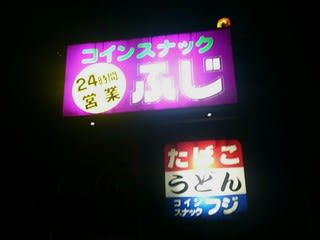 コインスナック
24時間
営業
ふじ
たばこ
うどん
コイン
スナック
フジ